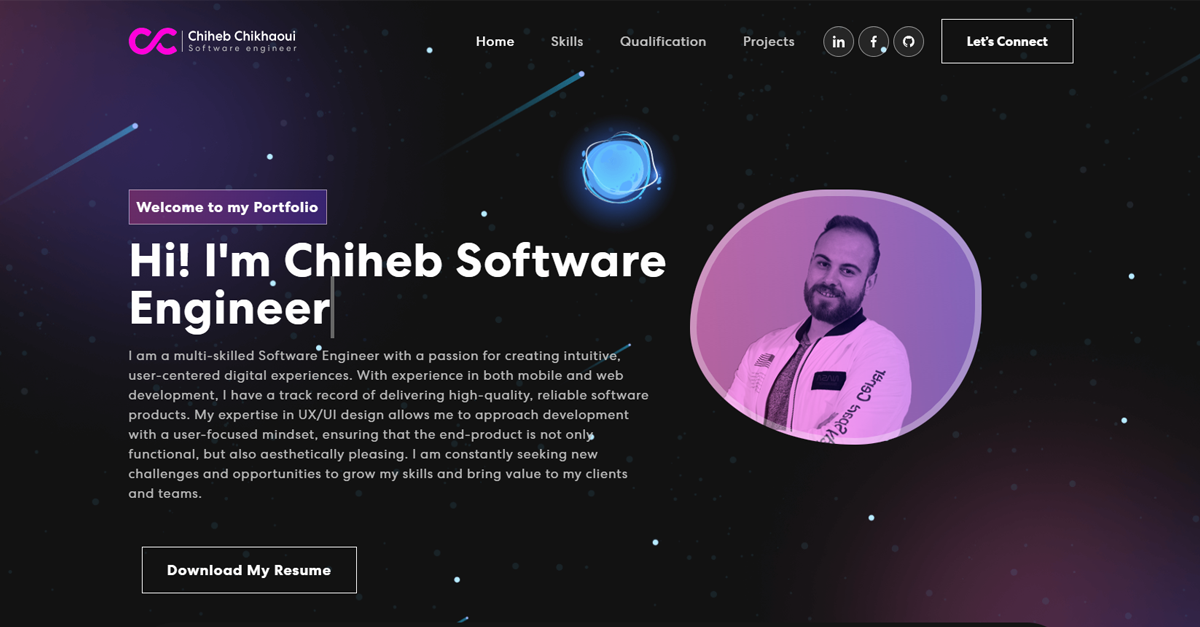 Chiheb Chikhaoui
Software engineer
Home
Skills
Qualification
Projects
Let's Connect
Welcome to my Portfolio
Hi! I'm Chiheb Software
Engineer
I am a multi-skilled Software Engineer with a passion for creating intuitive,
user-centered digital experiences. With experience in both mobile and web
development, I have a track record of delivering high-quality, reliable software
products. My expertise in UX/UI design allows me to approach development
with a user-focused mindset, ensuring that the end-product is not only
functional, but also aesthetically pleasing. I am constantly seeking new
challenges and opportunities to grow my skills and bring value to my clients
and teams.
Download My Resume